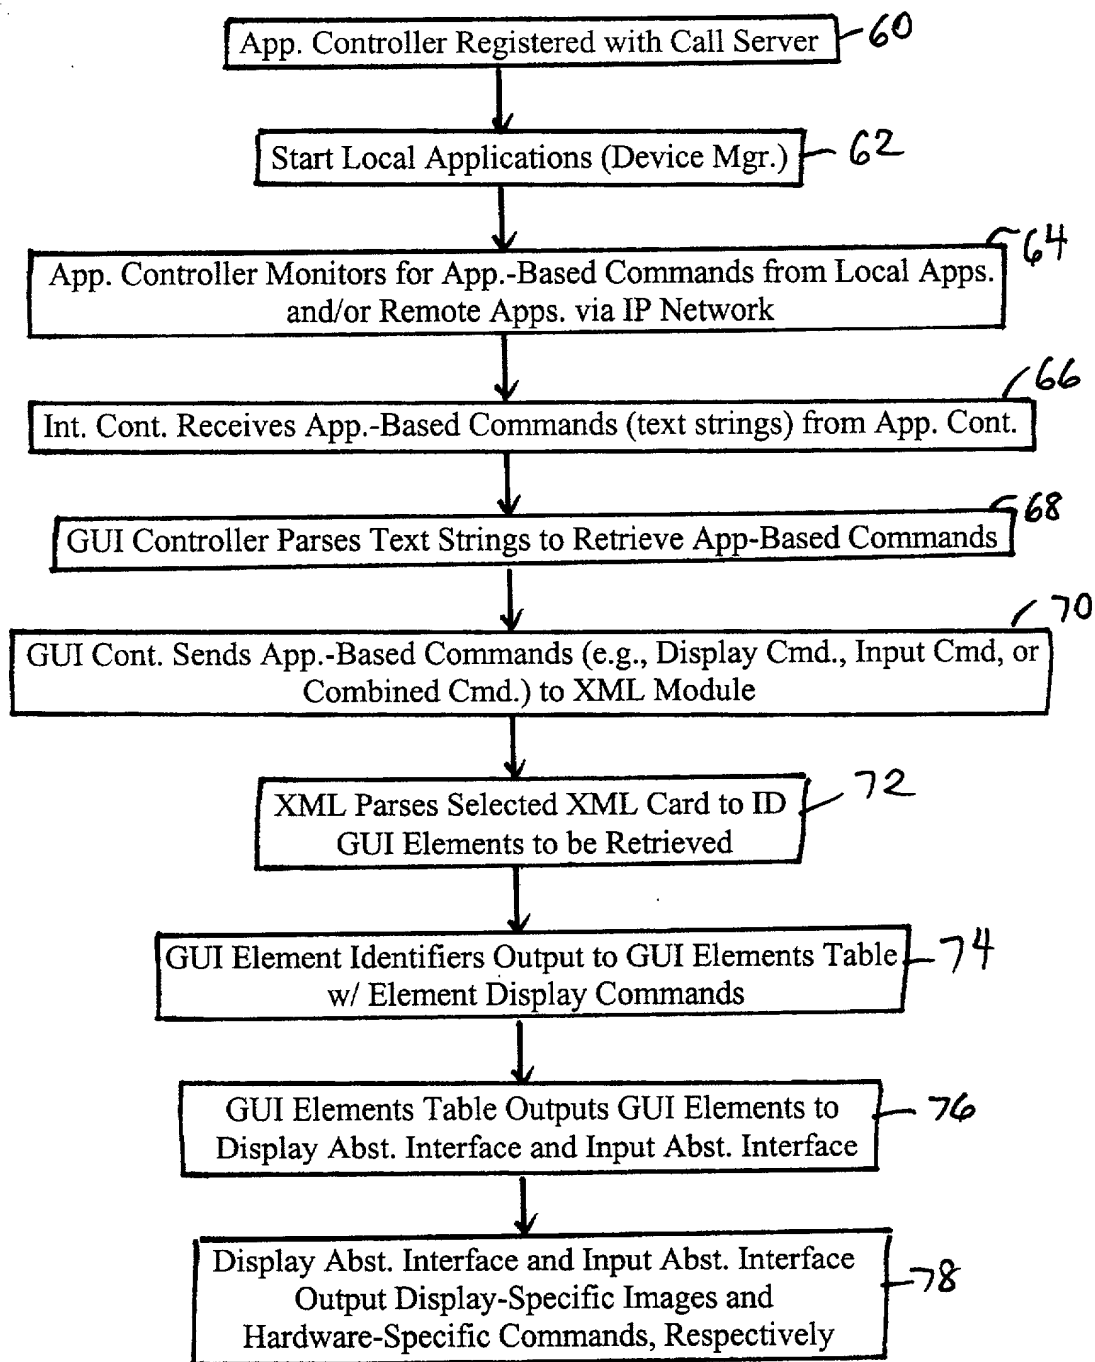 App. Controller Registered with Call Server
60
Start Local Applications (Device Mgr.)
62
64
App. Controller Monitors for App.-Based Commands from Local Apps.
and/or Remote Apps. via IP Network
66
Int. Cont. Receives App.-Based Commands (text strings) from App. Cont.
68
GUI Controller Parses Text Strings to Retrieve App-Based Commands
70
GUI Cont. Sends App.-Based Commands (e.g., Display Cmd., Input Cmd, or
Combined Cmd.) to XML Module
72
XML Parses Selected XML Card to ID
GUI Elements to be Retrieved
GUI Element Identifiers Output to GUI Elements Table
w/ Element Display Commands
74
GUI Elements Table Outputs GUI Elements to
Display Abst. Interface and Input Abst. Interface
76
Display Abst. Interface and Input Abst. Interface
Output Display-Specific Images and
Hardware-Specific Commands, Respectively
78